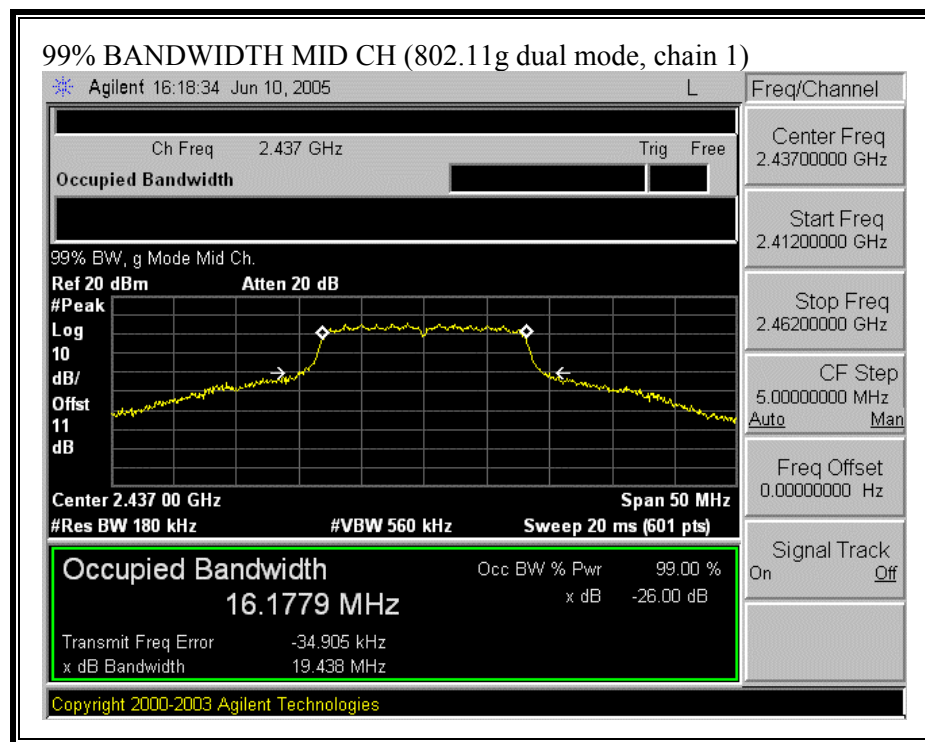 99% BANDWIDTH MID CH (802.11g dual mode, chain 1)
Agilent 16:18:34 Jun 10, 2005 L
Freq/Channel
Ch Freq 2.437 GHz Trig Free
Occupied Bandwidth
Center Freq
2.43700000 GHz
Start Freq
2.41200000 GHz
Stop Freq
2.46200000 GHz
CF Step
5.00000000 MHz
Auto Man
Freq Offset
0.00000000 Hz
Signal Track
On Off
99% BW, g Mode Mid Ch.
Ref 20 dBm Atten 20 dB
#Peak
Log
10
dB/
Offst
11
dB
Center 2.437 00 GHz Span 50 MHz
#Res BW 180 kHz #VBW 560 kHz Sweep 20 ms (601 pts)
Occupied Bandwidth
16.1779 MHz
Occ BW % Pwr 99.00 %
x dB -26.00 dB
Transmit Freq Error -34.905 kHz
x dB Bandwidth 19.438 MHz
Copyright 2000-2003 Agilent Technologies